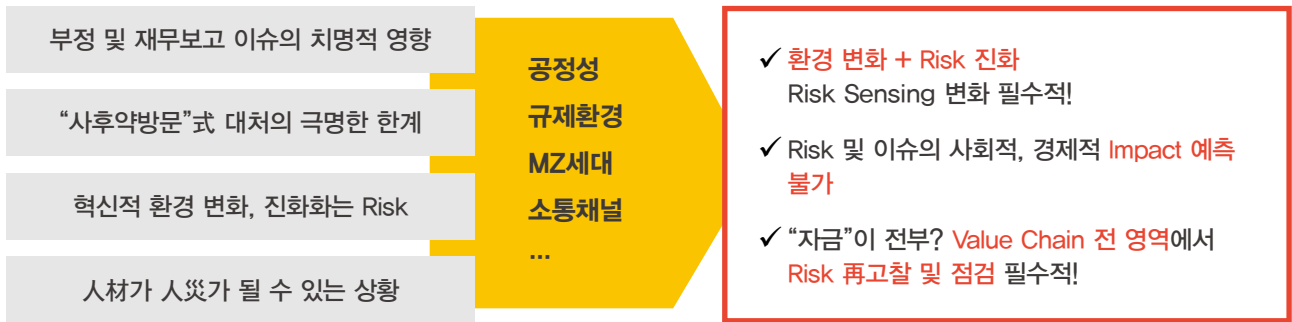 부정 및 재무보고 이슈의 치명적 영향
“사후약방문”式 대처의 극명한 한계
혁신적 환경 변화, 진화화는 Risk
人材가 人災가 될 수 있는 상황
공정성
규제환경
MZ세대
소통채널
...
✓ 환경 변화 + Risk 진화
Risk Sensing 변화 필수적!
✓ Risk 및 이슈의 사회적, 경제적 Impact 예측
불가
✓ “자금”이 전부? Value Chain 전 영역에서
Risk 再고찰 및 점검 필수적!